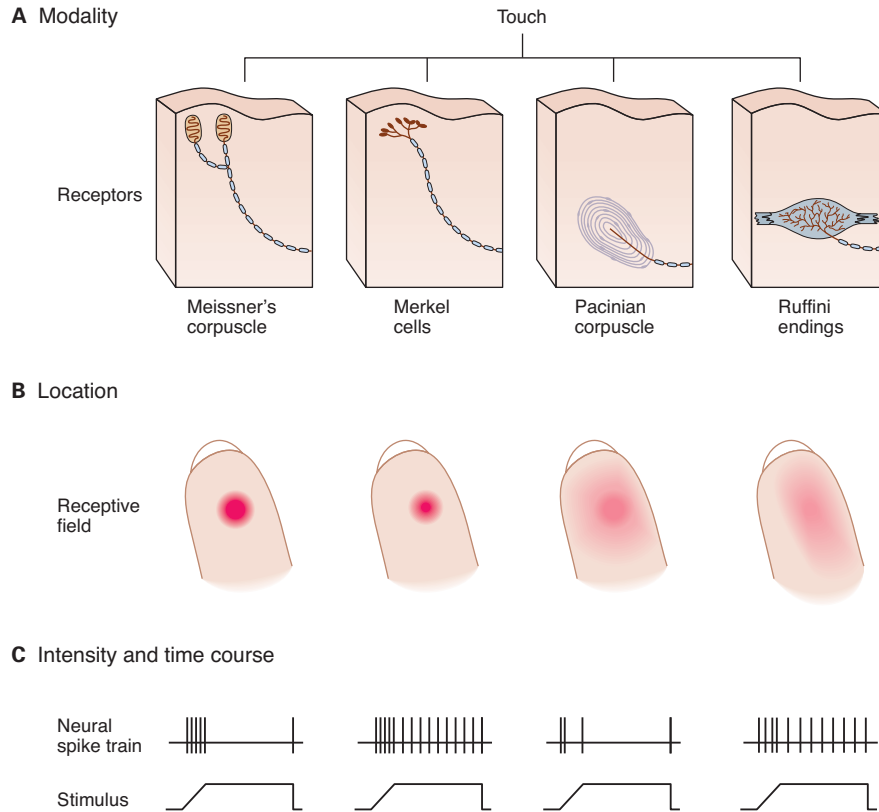 A Modality
Touch
Receptors
Meissner's
corpuscle
Merkel
cells
Pacinian
corpuscle
Ruffini
endings
B Location
Receptive
field
C Intensity and time course
Neural
spike train
Stimulus